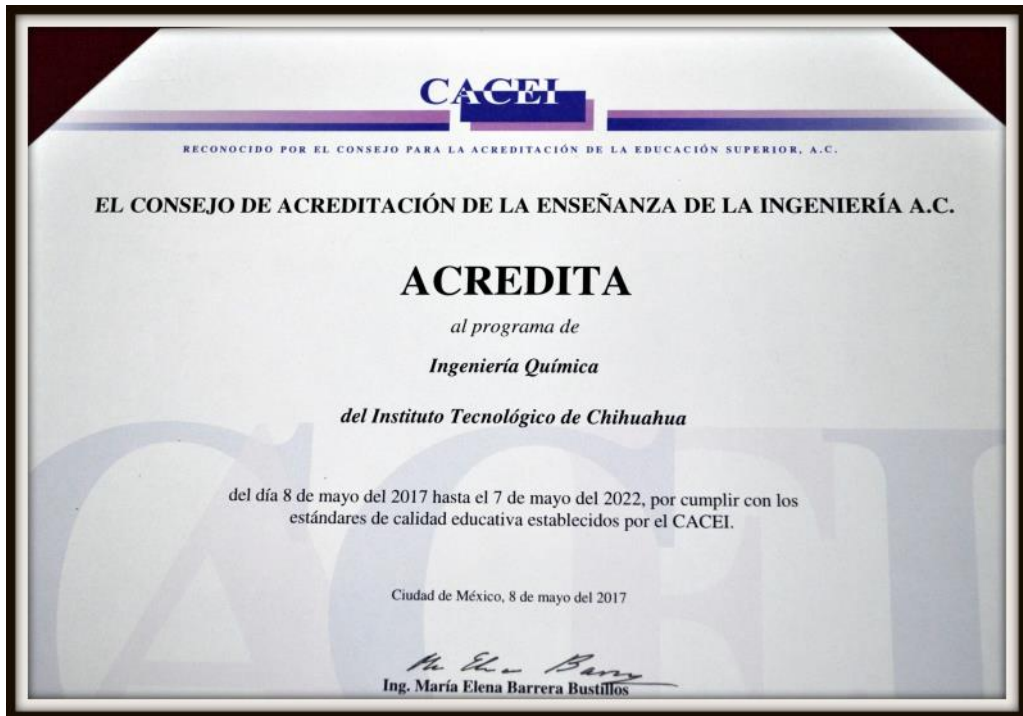 CACEI
RECONOCIDO POR EL CONSEJO PARA LA ACREDITACIÓN DE LA EDUCACIÓN SUPERIOR, A.C.
EL CONSEJO DE ACREDITACIÓN DE LA ENSEÑANZA DE LA INGENIERÍA A.C.
ACREDITA
al programa de
Ingeniería Química
del Instituto Tecnológico de Chihuahua
del día 8 de mayo del 2017 hasta el 7 de mayo del 2022, por cumplir con los
estándares de calidad educativa establecidos por el CACEI.
Ciudad de México, 8 de mayo del 2017
Ing. María Elena Barrera Bustillos
CACEI